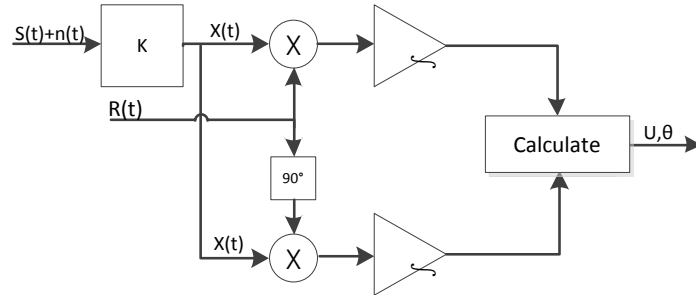 S(t)+n(t)
K
X(t)
X
∫
R(t)
U,θ
Calculate
90°
X(t)
X
∫